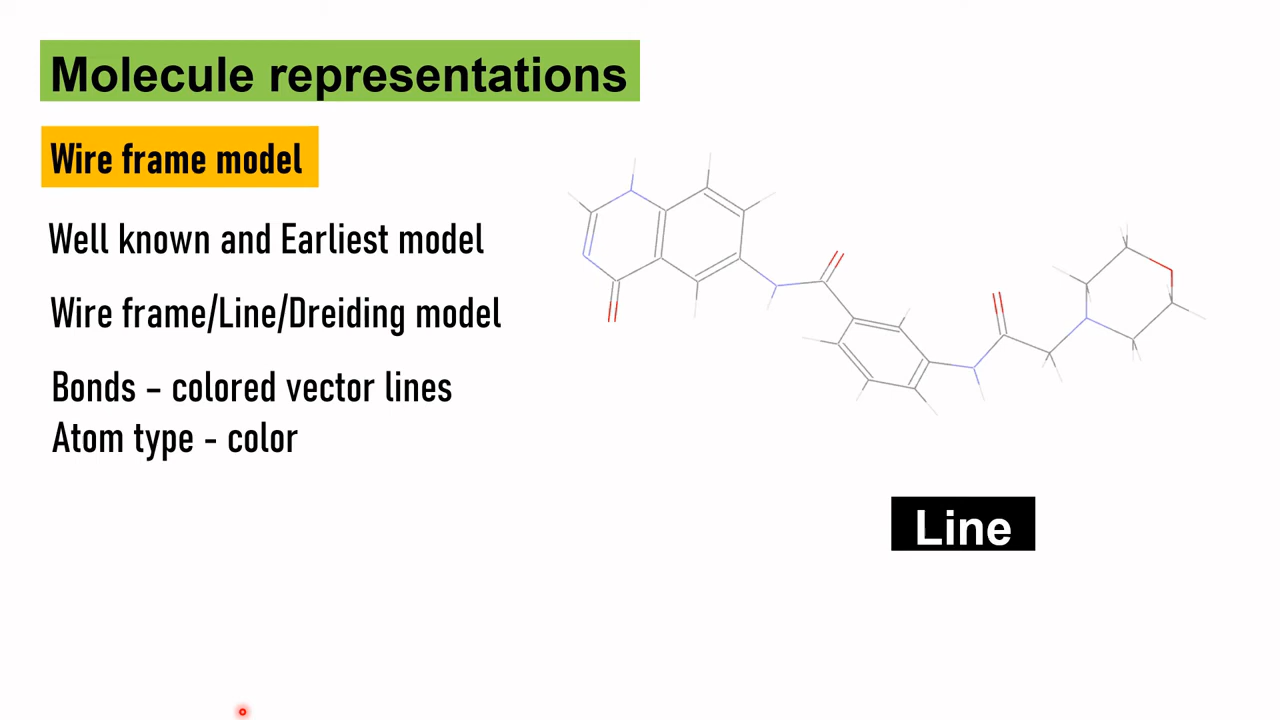 Molecule representations
Wire frame model
Well known and Earliest model
Wire frame/Line/Dreiding model
Bonds – colored vector lines
Atom type - color
Line